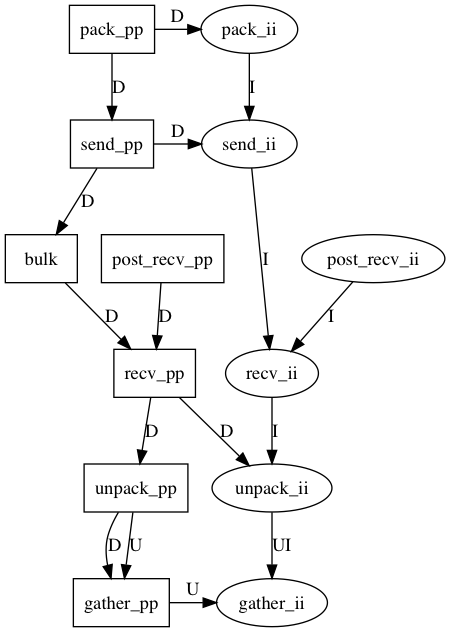 pack_pp
D
pack_ii
D
I
send_pp
D
send_ii
D
bulk
post_recv_pp
I
post_recv_ii
D
D
I
recv_pp
recv_ii
D
D
I
unpack_pp
unpack_ii
D
U
UI
gather_pp
U
gather_ii